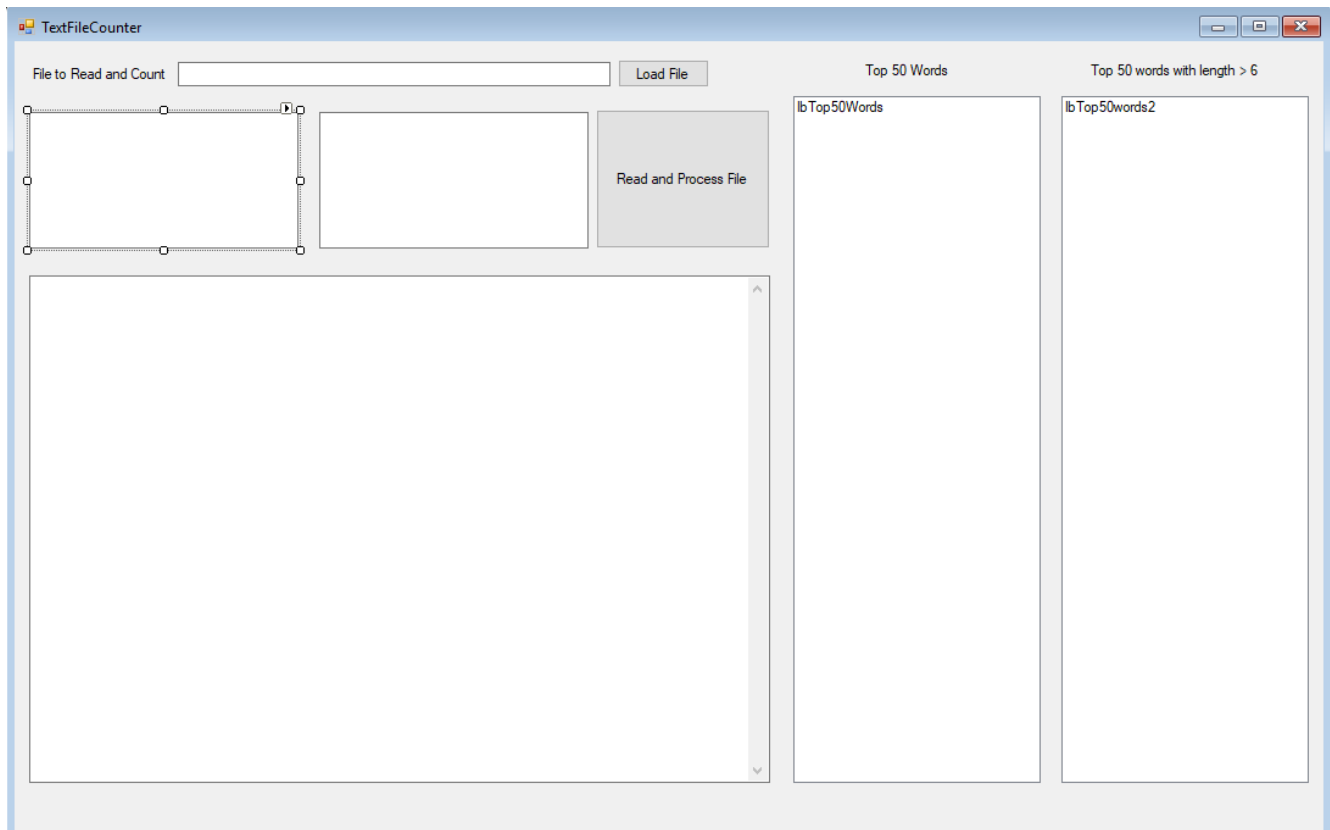 TextFileCounter
File to Read and Count
Load File
Top 50 Words
Top 50 words with length > 6
lbTop50Words
lbTop50words2
Read and Process File